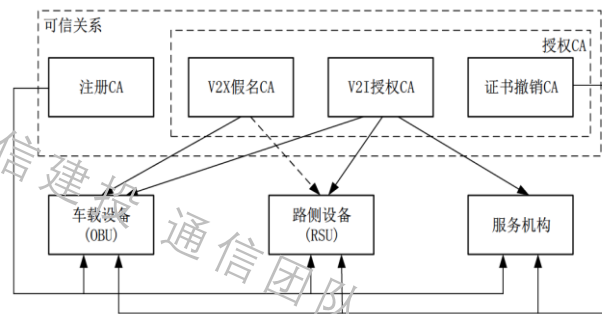 可信关系
授权CA
注册CA
V2X假名CA
V2I授权CA
证书撤销CA
车载设备
(OBU)
路侧设备
(RSU)
服务机构
信建投 通信团队